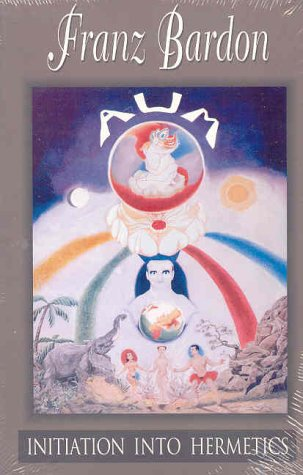 Franz Bardon
AUM
INITIATION INTO HERMETICS